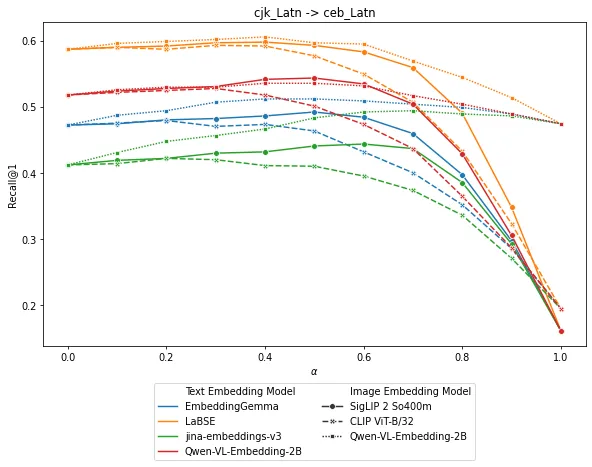 cjk_Latn -> ceb_Latn
Recall@1
0.6
0.5
0.4
0.3
0.2
0.0 0.2 0.4 0.6 0.8 1.0
α
Text Embedding Model Image Embedding Model
EmbeddingGemma SigLIP 2 So400m
LaBSE CLIP ViT-B/32
jina-embeddings-v3 Qwen-VL-Embedding-2B
Qwen-VL-Embedding-2B